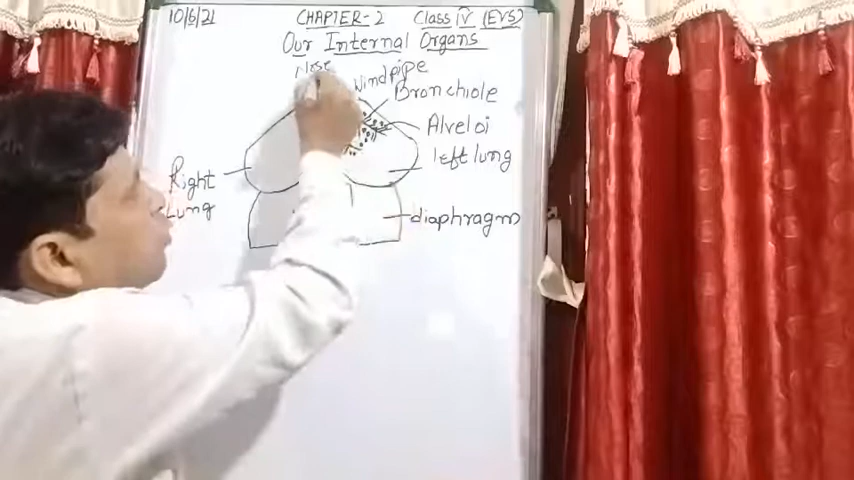 10/6/21
CHAPTER-2
Class IV (EVS)
Our Internal Organs
Nose
Windpipe
Bronchiole
Alveloi
left lung
Right
Lung
diaphragm